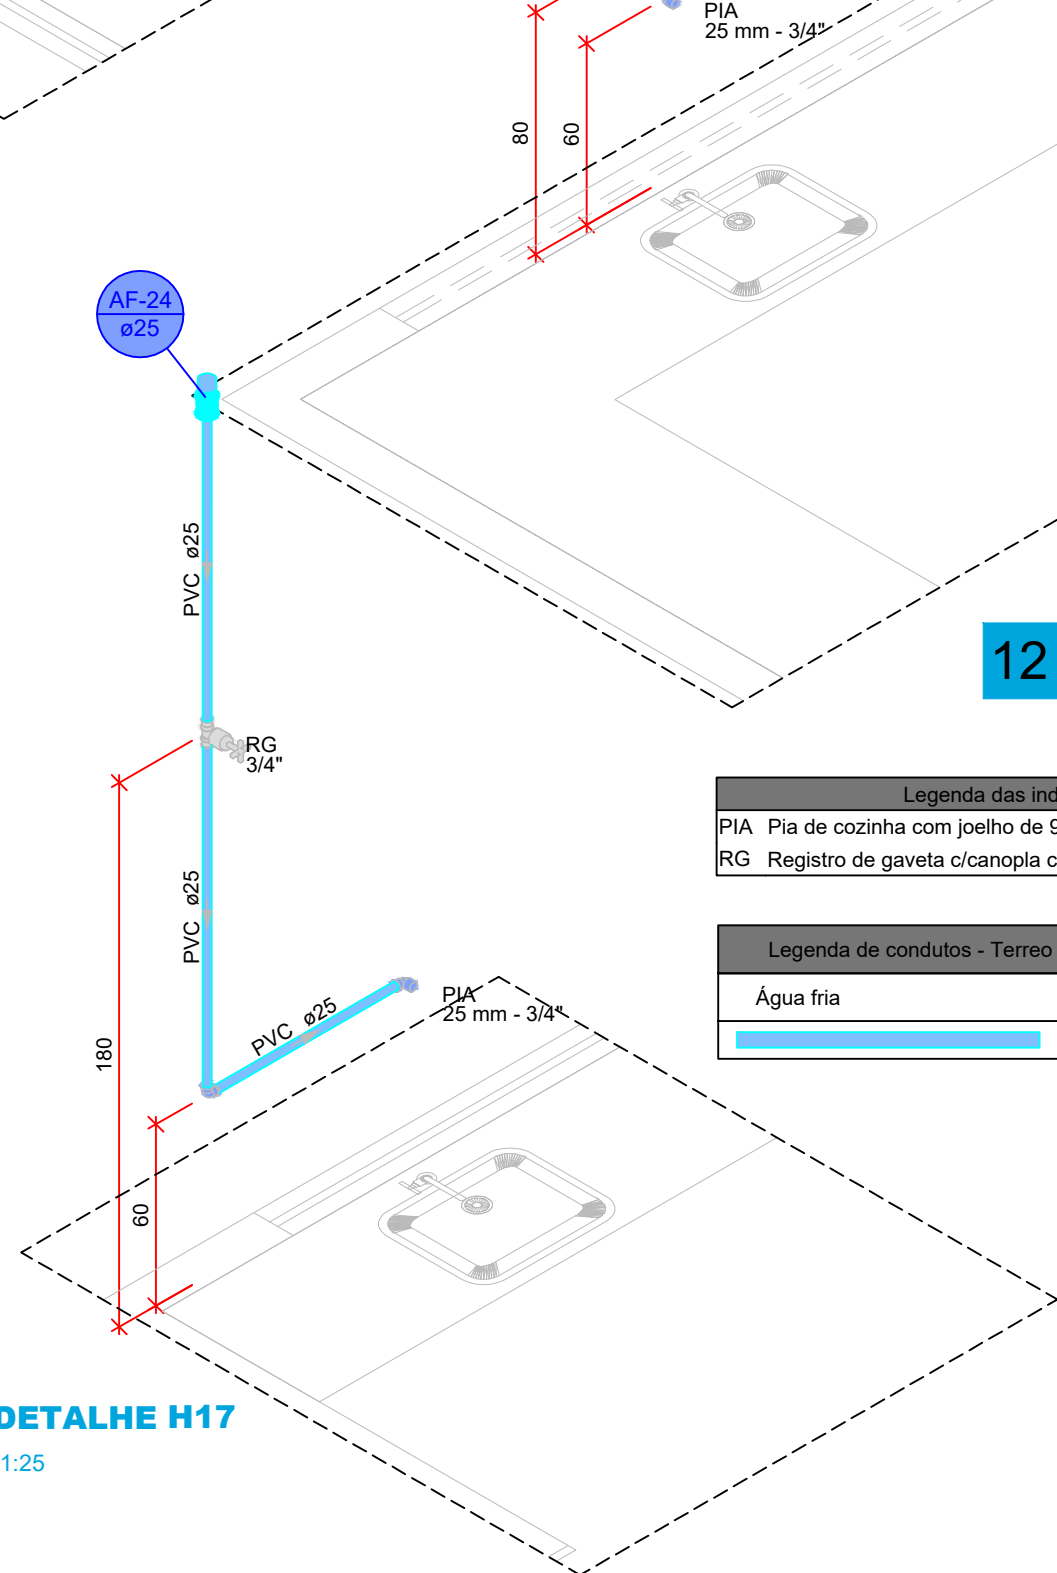 PIA
25 mm - 3/4"
80
60
AF-24
ø25
PVC ø25
12
RG
3/4"
Legenda das ind
PIA Pia de cozinha com joelho de 9
RG Registro de gaveta c/canopla c
PVC ø25
Legenda de condutos - Terreo
Água fria
PIA
25 mm - 3/4"
PVC ø25
180
60
DETALHE H17
1:25